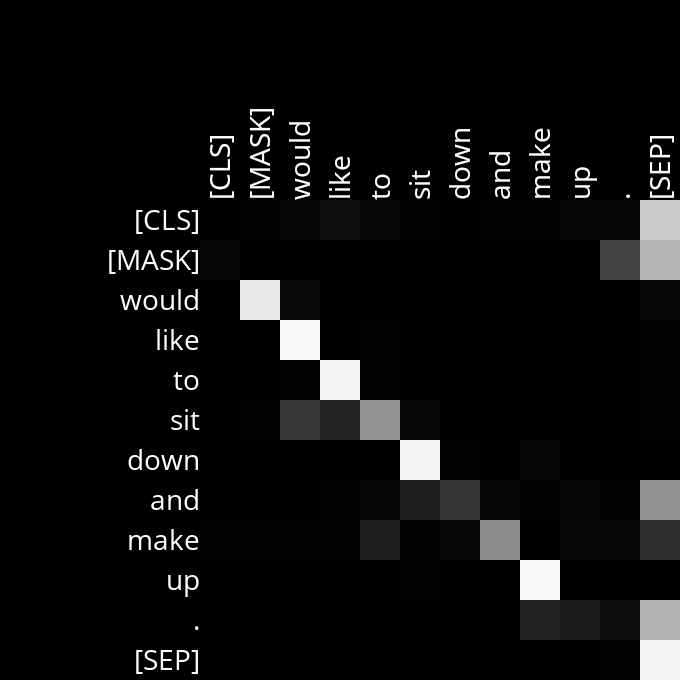 [CLS]
[MASK]
would
like
to
sit
down
and
make
up
.
[SEP]
[CLS]
[MASK]
would
like
to
sit
down
and
make
up
.
[SEP]